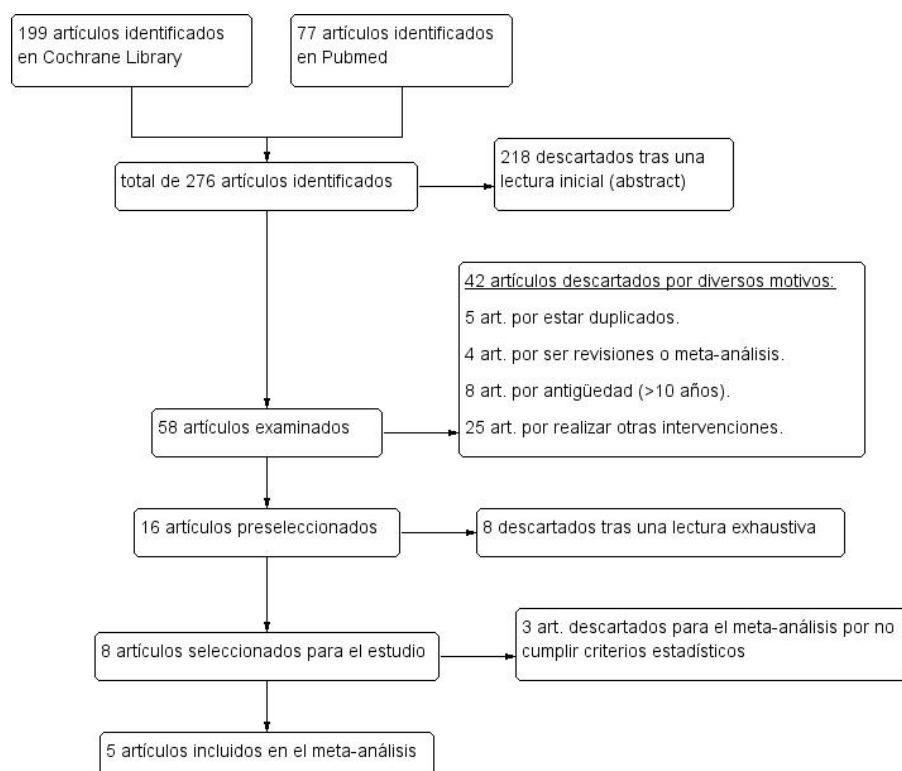 199 artículos identificados
en Cochrane Library
77 artículos identificados
en Pubmed
total de 276 artículos identificados
218 descartados tras una
lectura inicial (abstract)
42 artículos descartados por diversos motivos:
5 art. por estar duplicados.
4 art. por ser revisiones o meta-análisis.
8 art. por antigüedad (>10 años).
25 art. por realizar otras intervenciones.
58 artículos examinados
16 artículos preseleccionados
8 descartados tras una lectura exhaustiva
8 artículos seleccionados para el estudio
3 art. descartados para el meta-análisis por no
cumplir criterios estadísticos
5 artículos incluidos en el meta-análisis